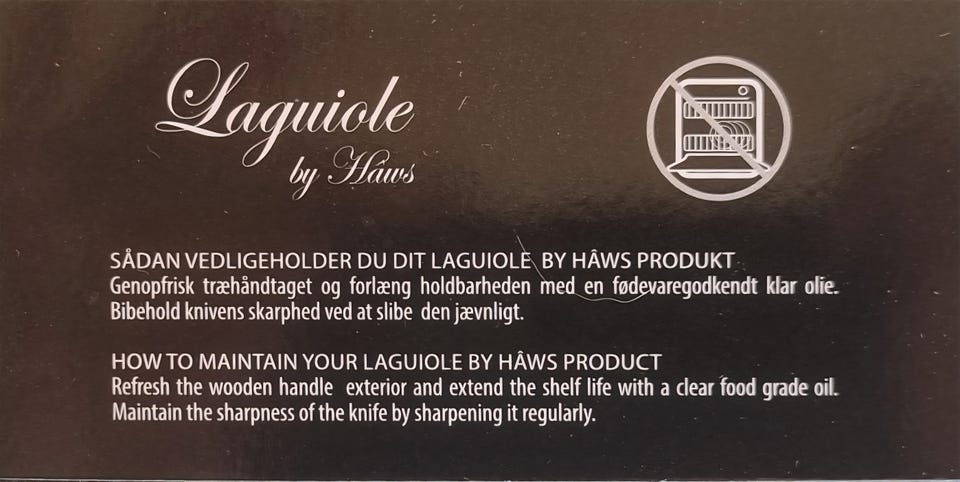 Laguiole
by Hâws
SÅDAN VEDLIGEHOLDER DU DIT LAGUIOLE BY HÂWS PRODUKT
Genopfrisk træhåndtaget og forlæng holdbarheden med en fødevaregodkendt klar olie.
Bibehold knivens skarphed ved at slibe den jævnligt.
HOW TO MAINTAIN YOUR LAGUIOLE BY HÂWS PRODUCT
Refresh the wooden handle exterior and extend the shelf life with a clear food grade oil.
Maintain the sharpness of the knife by sharpening it regularly.